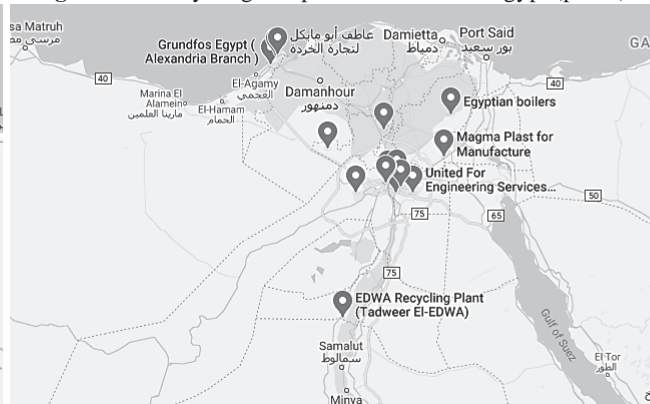 sa Matruh
مرسى مط
40
Grundfos Egypt (
Alexandria Branch )
عاطف أبو مايكل
لتجارة الخردة
Damietta
دمياط
Port Said
بور سعيد
GA
El-Agamy
العجمي
Marina El
Alamein
مارينا العلمين
El-Hamam
الحمام
Damanhour
دمنهور
40
Egyptian boilers
Magma Plast for
Manufacture
United For
Engineering Services...
50
75
65
75
EDWA Recycling Plant
(Tadweer El-EDWA)
Gulf of Suez
Samalut
سمالوط
El Tor
الطور
Minya